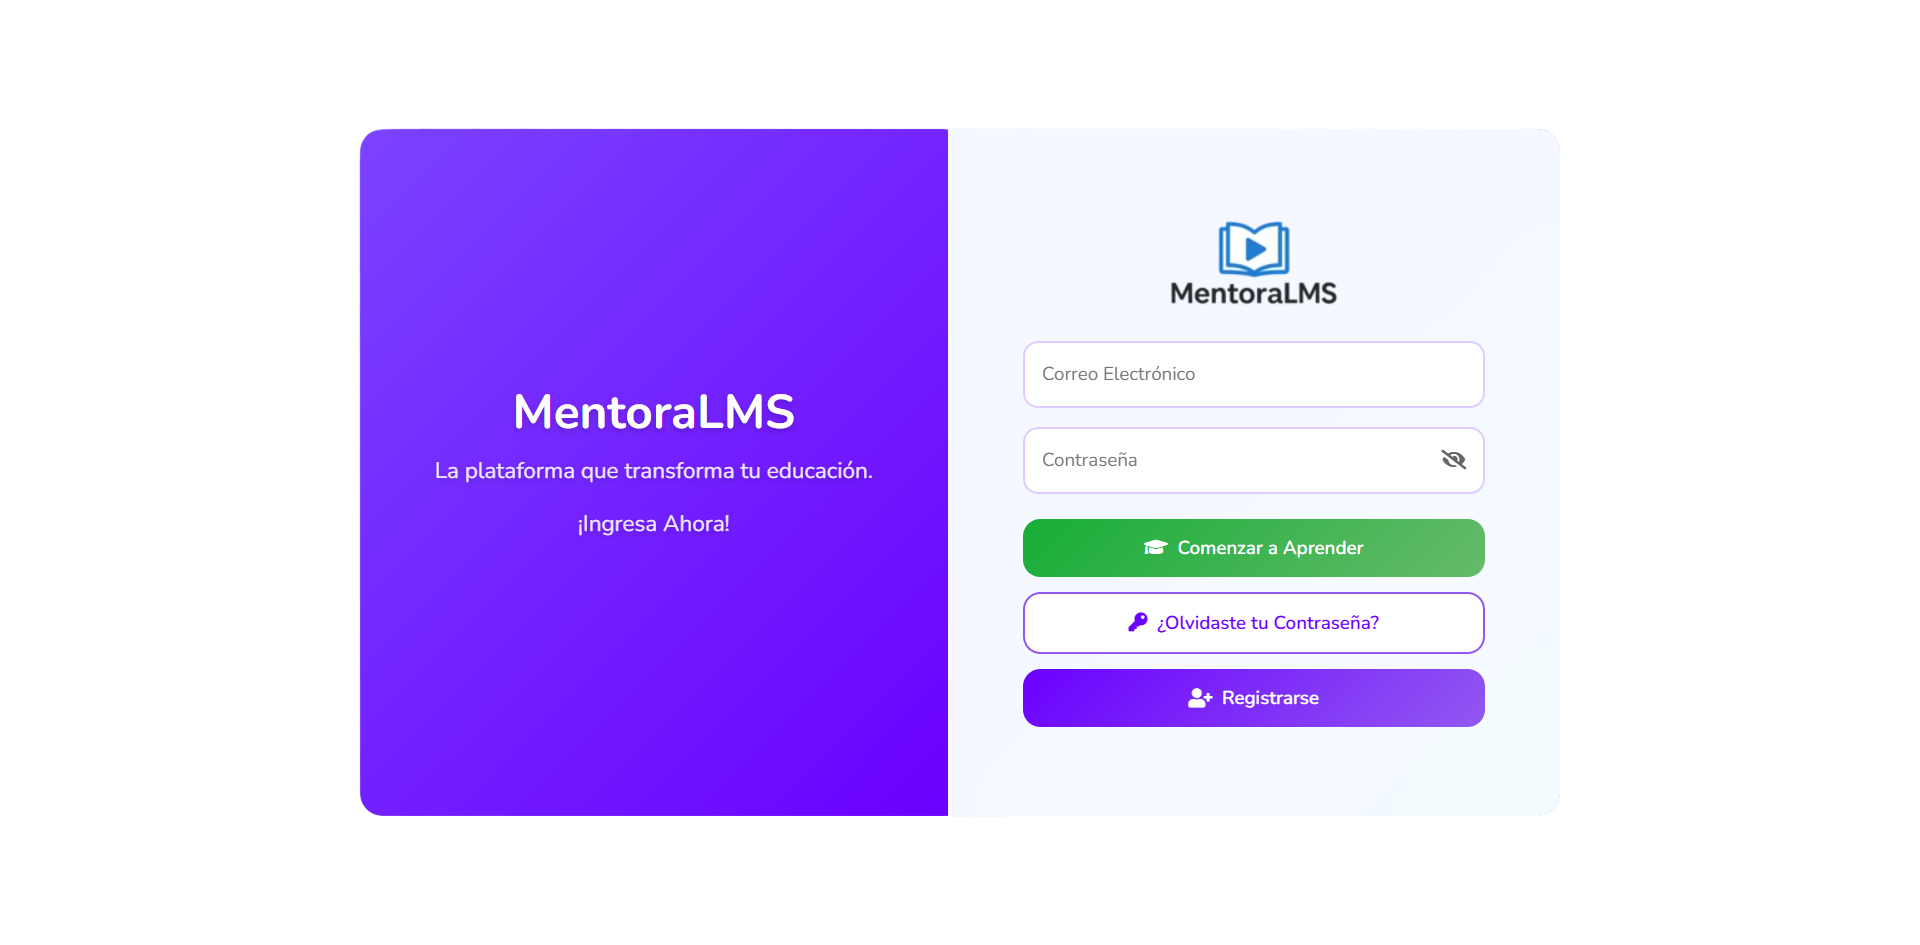 MentoraLMS
La plataforma que transforma tu educación.
¡Ingresa Ahora!
MentoraLMS
Correo Electrónico
Contraseña
Comenzar a Aprender
¿Olvidaste tu Contraseña?
Registrarse